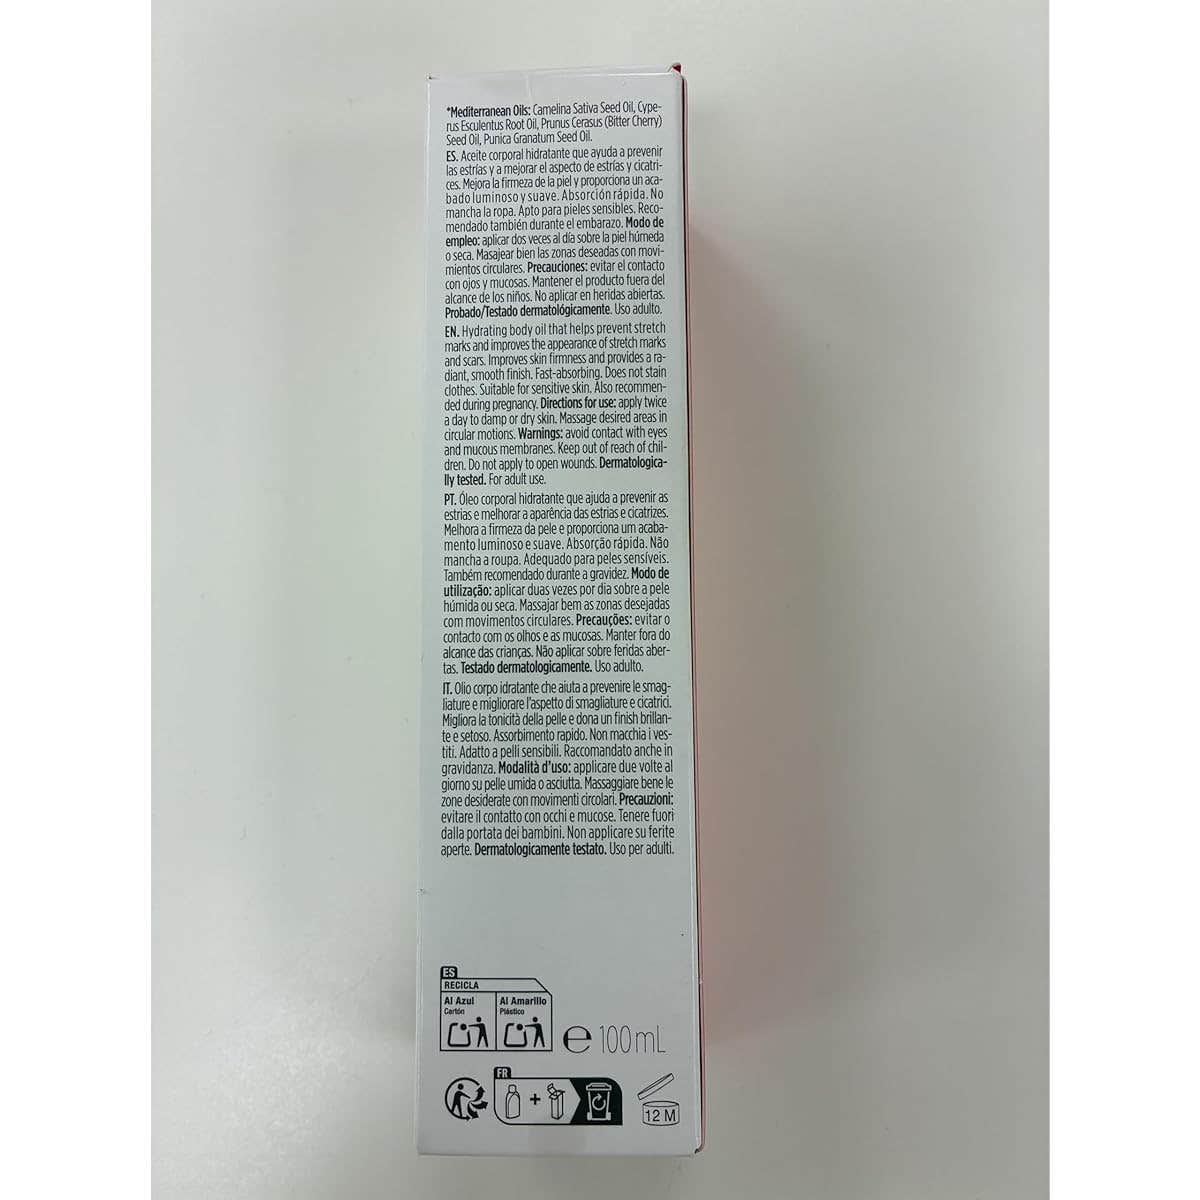 *Mediterranean Oils: Camelina Sativa Seed Oil, Cype-
rus Esculentus Root Oil, Prunus Cerasus (Bitter Cherry)
Seed Oil, Punica Granatum Seed Oil.
ES. Aceite corporal hidratante que ayuda a prevenir
las estrías y a mejorar el aspecto de estrías y cicatri-
ces. Mejora la firmeza de la piel y proporciona un aca-
bado luminoso y suave. Absorción rápida. No
mancha la ropa. Apto para pieles sensibles. Reco-
mendado también durante el embarazo. Modo de
empleo: aplicar dos veces al día sobre la piel húmeda
o seca. Masajear bien las zonas deseadas con movi-
mientos circulares. Precauciones: evitar el contacto
con ojos y mucosas. Mantener el producto fuera del
alcance de los niños. No aplicar en heridas abiertas.
Probado/Testado dermatológicamente. Uso adulto.
EN. Hydrating body oil that helps prevent stretch
marks and improves the appearance of stretch marks
and scars. Improves skin firmness and provides a ra-
diant, smooth finish. Fast-absorbing. Does not stain
clothes. Suitable for sensitive skin. Also recommen-
ded during pregnancy. Directions for use: apply twice
a day to damp or dry skin. Massage desired areas in
circular motions. Warnings: avoid contact with eyes
and mucous membranes. Keep out of reach of chil-
dren. Do not apply to open wounds. Dermatologica-
lly tested. For adult use.
PT. Óleo corporal hidratante que ajuda a prevenir as
estrias e melhorar a aparência das estrias e cicatrizes.
Melhora a firmeza da pele e proporciona um acaba-
mento luminoso e suave. Absorção rápida. Não
mancha a roupa. Adequado para peles sensíveis.
Também recomendado durante a gravidez. Modo de
utilização: aplicar duas vezes por dia sobre a pele
húmida ou seca. Massajar bem as zonas desejadas
com movimentos circulares. Precauções: evitar o
contacto com os olhos e as mucosas. Manter fora do
alcance das crianças. Não aplicar sobre feridas aber-
tas. Testado dermatologicamente. Uso adulto.
IT. Olio corpo idratante che aiuta a prevenire le smag-
liature e migliorare l'aspetto di smagliature e cicatrici.
Migliora la tonicità della pelle e dona un finish brillan-
te e setoso. Assorbimento rapido. Non macchia i ves-
titi. Adatto a pelli sensibili. Raccomandato anche in
gravidanza. Modalità d'uso: applicare due volte al
giorno su pelle umida o asciutta. Massaggiare bene le
zone desiderate con movimenti circolari. Precauzioni:
evitare il contatto con occhi e mucose. Tenere fuori
dalla portata dei bambini. Non applicare su ferite
aperte. Dermatologicamente testato. Uso per adulti.
ES
RECICLA
Al Azul Al Amarillo
Cartón Plástico
e 100mL
FR
+
12 M